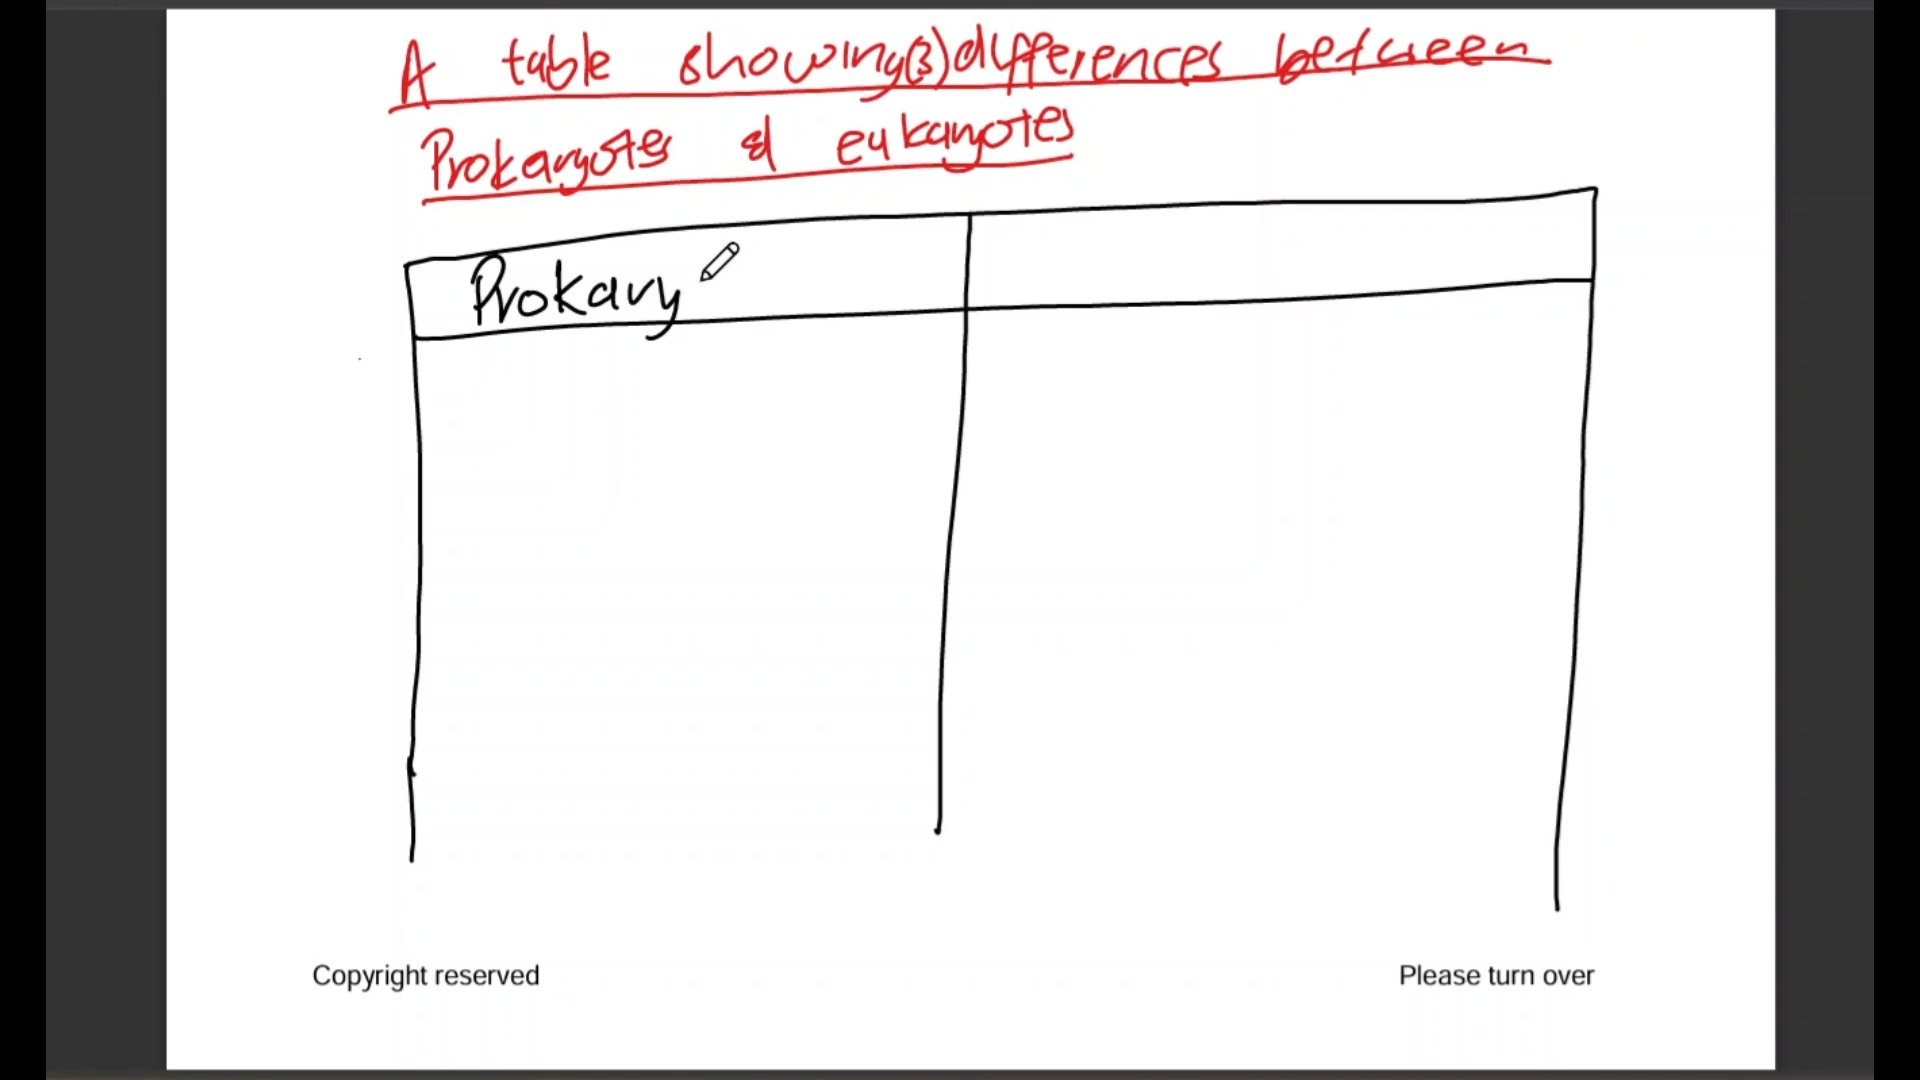 A table showing(3)differences between
Prokaryotes & eukaryotes
Prokary
Copyright reserved
Please turn over